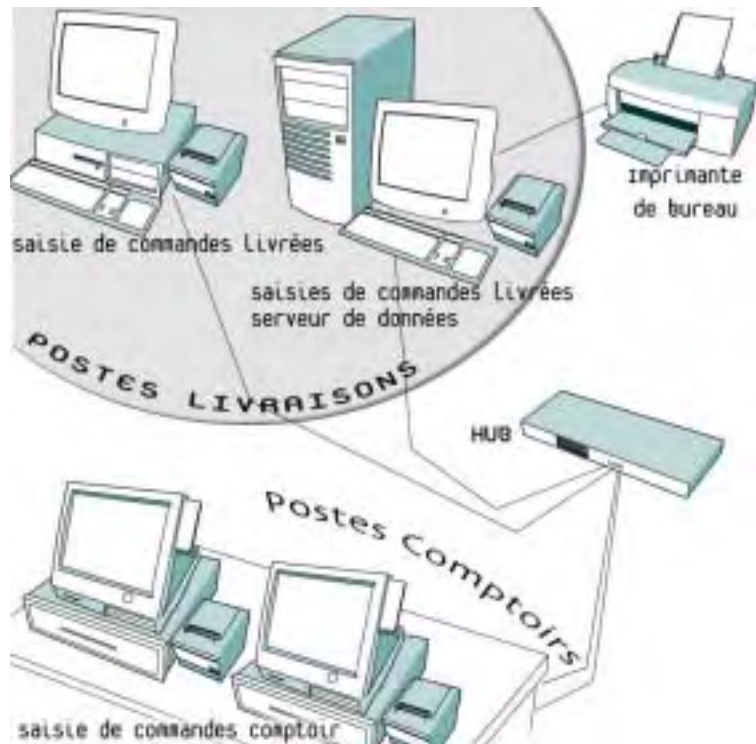 Imprimante
de bureau
saisie de commandes Livrées
saisies de commandes Livrées
serveur de données
POSTES LIVRAISONS
HUB
Postes Comptoirs
saisie de commandes comptoir